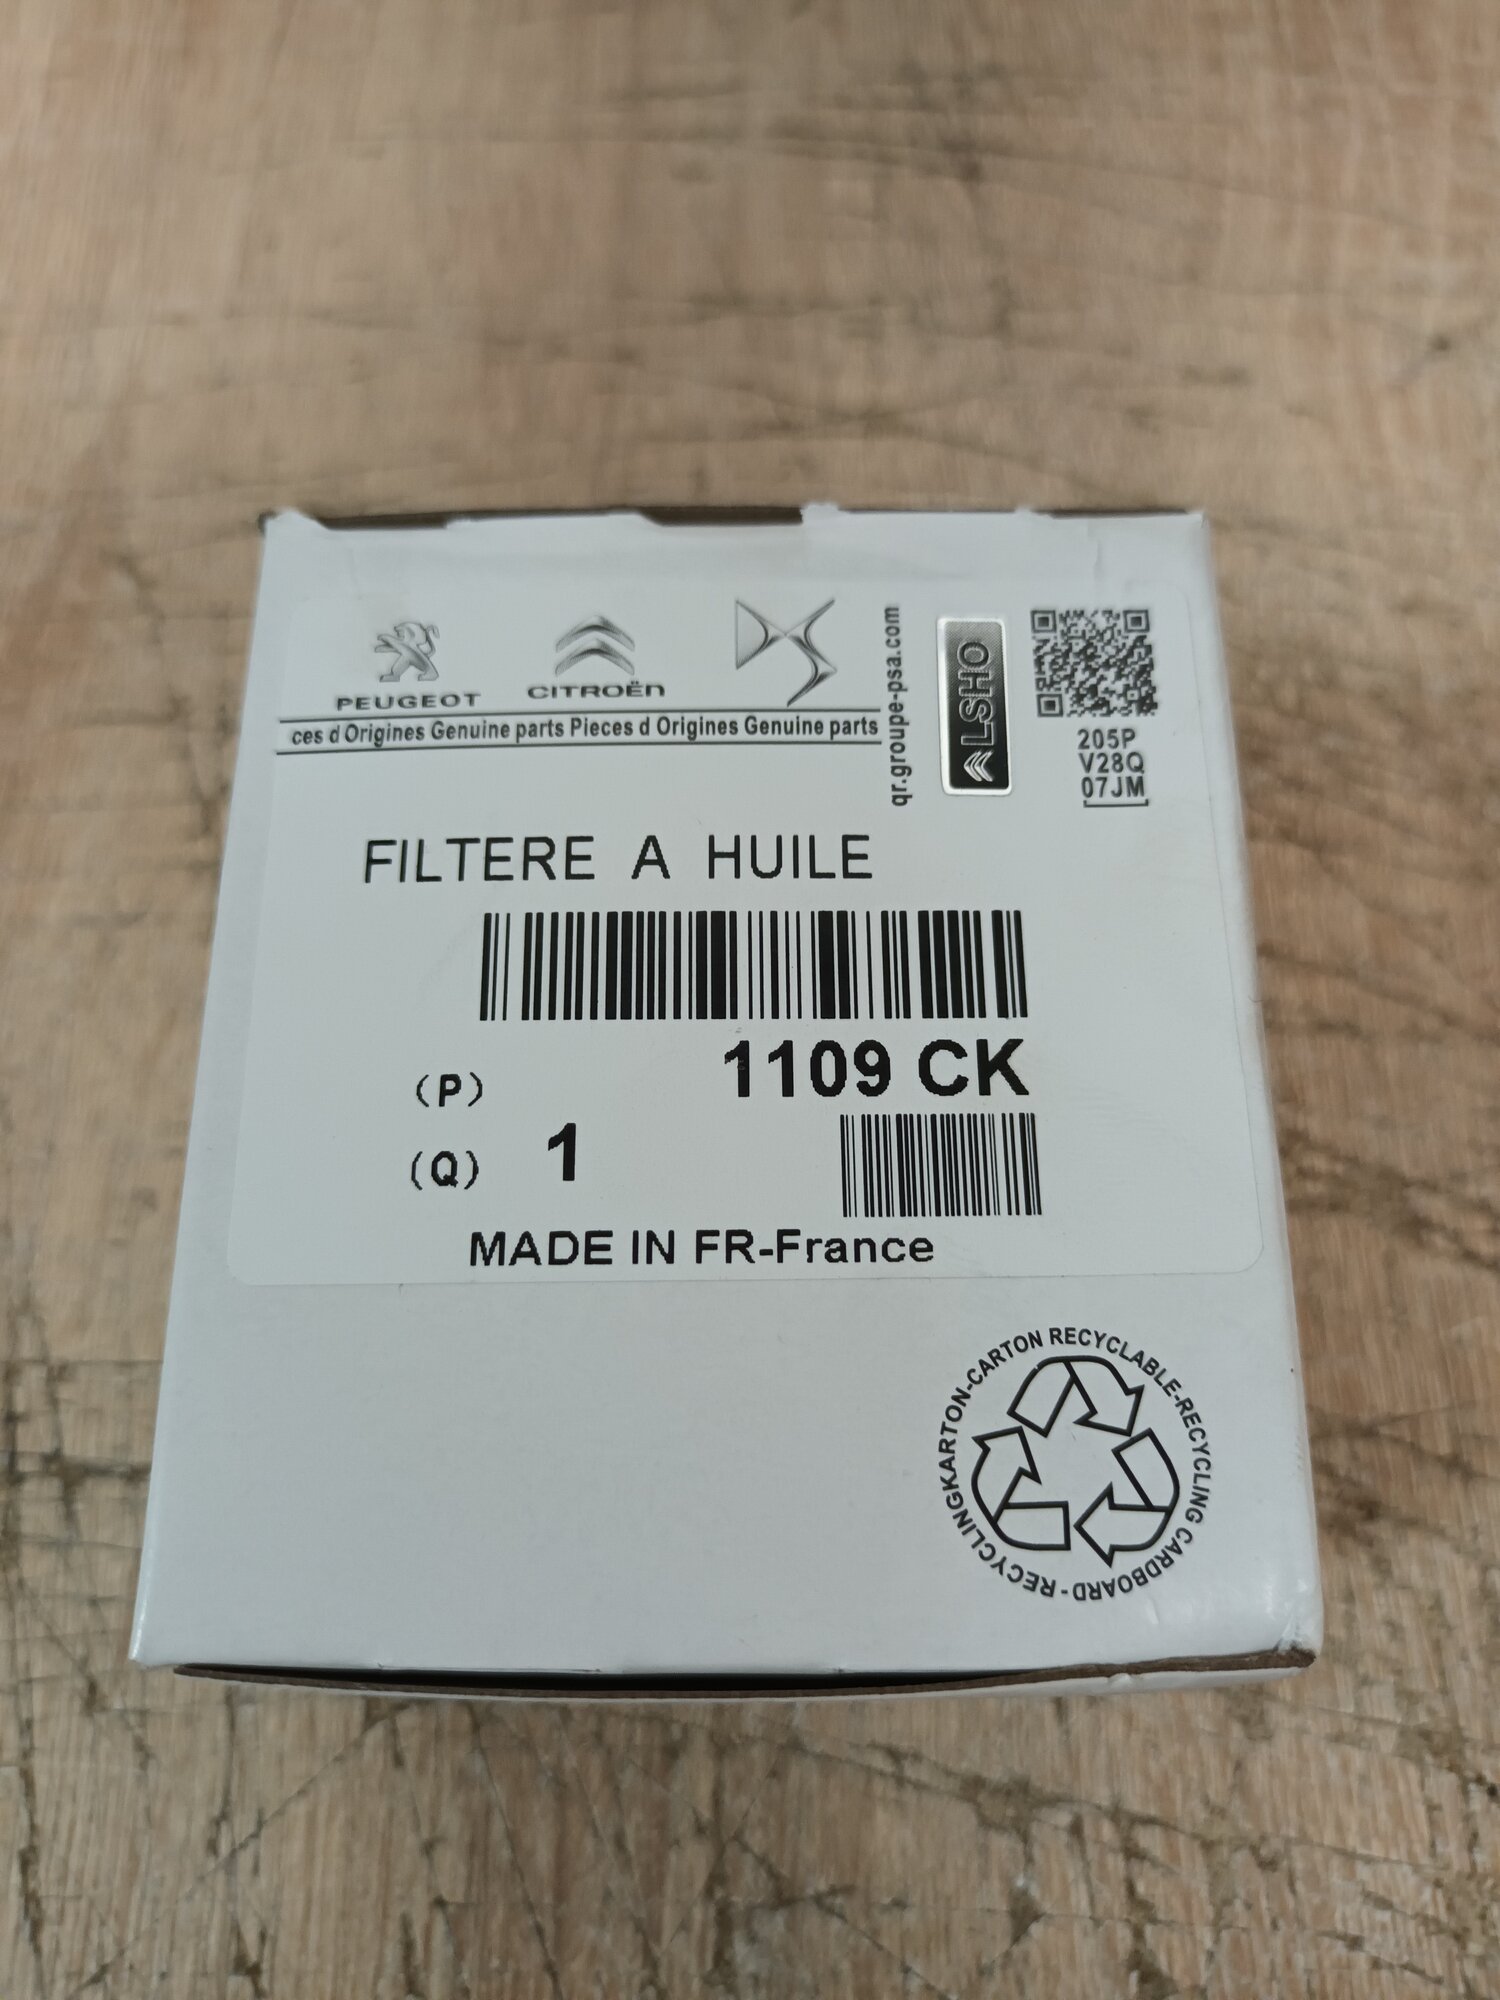 PEUGEOT
CITROËN
DS
ces d Origines Genuine parts Pieces d Origines Genuine parts
qr.groupe-psa.com
LSHO
205P
V28Q
07JM
FILTERE A HUILE
1109 CK
(P)
(Q) 1
MADE IN FR-France
CARTON RECYCLABLE-RECYCLING CARDBOARD-RECYCLINGKARTON-